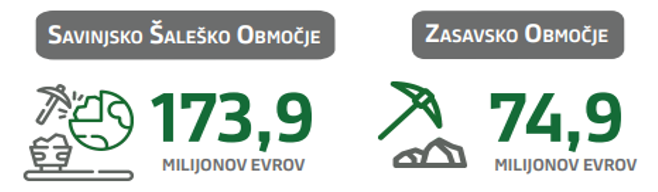 Savinjsko Šaleško Območje
Zasavsko Območje
173,9
MILIJONOV EVROV
74,9
MILIJONOV EVROV